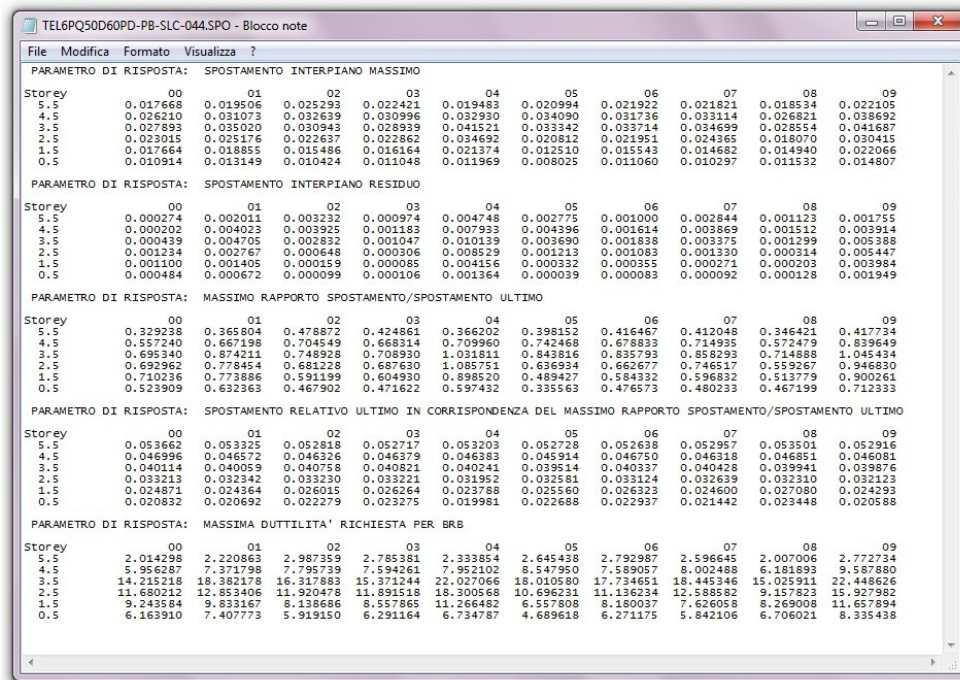 TEL6PQ50D60PD-PB-SLC-044.SPO - Blocco note
File Modifica Formato Visualizza ?
PARAMETRO DI RISPOSTA: SPOSTAMENTO INTERPIANO MASSIMO
Storey 00 01 02 03 04 05 06 07 08 09
5.5 0.017668 0.019506 0.025293 0.022421 0.019483 0.020994 0.021922 0.021821 0.018534 0.022105
4.5 0.026210 0.031073 0.032639 0.030996 0.032930 0.034090 0.031736 0.033114 0.026821 0.038692
3.5 0.027893 0.035020 0.030943 0.028939 0.041521 0.033342 0.033714 0.034699 0.028554 0.041687
2.5 0.023015 0.025176 0.022637 0.022862 0.034692 0.020812 0.021951 0.024365 0.018070 0.030415
1.5 0.017664 0.018855 0.015486 0.016164 0.021374 0.012510 0.015543 0.014682 0.014940 0.022066
0.5 0.010914 0.013149 0.010424 0.011048 0.011969 0.008025 0.011060 0.010297 0.011532 0.014807
PARAMETRO DI RISPOSTA: SPOSTAMENTO INTERPIANO RESIDUO
Storey 00 01 02 03 04 05 06 07 08 09
5.5 0.000274 0.002011 0.003232 0.000974 0.004748 0.002775 0.001000 0.002844 0.001123 0.001755
4.5 0.000202 0.004023 0.003925 0.001183 0.007933 0.004396 0.001614 0.003869 0.001512 0.003914
3.5 0.000439 0.004705 0.002832 0.001047 0.010139 0.003690 0.001838 0.003375 0.001299 0.005388
2.5 0.001234 0.002767 0.000648 0.000306 0.008529 0.001213 0.001083 0.001330 0.000314 0.005447
1.5 0.001100 0.001405 0.000159 0.000085 0.004156 0.000332 0.000355 0.000271 0.000203 0.003984
0.5 0.000484 0.000672 0.000099 0.000106 0.001364 0.000039 0.000083 0.000092 0.000128 0.001949
PARAMETRO DI RISPOSTA: MASSIMO RAPPORTO SPOSTAMENTO/SPOSTAMENTO ULTIMO
Storey 00 01 02 03 04 05 06 07 08 09
5.5 0.329238 0.365804 0.478872 0.424861 0.366202 0.398152 0.416467 0.412048 0.346421 0.417734
4.5 0.557240 0.667198 0.704549 0.668314 0.709960 0.742468 0.678833 0.714935 0.572479 0.839649
3.5 0.695340 0.874211 0.748928 0.708930 1.031811 0.843816 0.835793 0.858293 0.714888 1.045434
2.5 0.692962 0.778454 0.681228 0.687630 1.085751 0.636934 0.662677 0.746517 0.559267 0.946830
1.5 0.710236 0.773886 0.591199 0.604930 0.898520 0.489427 0.584332 0.596832 0.513779 0.900261
0.5 0.523909 0.632363 0.467902 0.471622 0.597432 0.335563 0.476573 0.480233 0.467199 0.712333
PARAMETRO DI RISPOSTA: SPOSTAMENTO RELATIVO ULTIMO IN CORRISPONDENZA DEL MASSIMO RAPPORTO SPOSTAMENTO/SPOSTAMENTO ULTIMO
Storey 00 01 02 03 04 05 06 07 08 09
5.5 0.053662 0.053325 0.052818 0.052717 0.053203 0.052728 0.052638 0.052957 0.053501 0.052916
4.5 0.046996 0.046572 0.046326 0.046379 0.046383 0.045914 0.046750 0.046318 0.046851 0.046081
3.5 0.040114 0.040059 0.040758 0.040821 0.040241 0.039514 0.040337 0.040428 0.039941 0.039876
2.5 0.033213 0.032342 0.033230 0.033221 0.031952 0.032581 0.033124 0.032639 0.032310 0.032123
1.5 0.024871 0.024364 0.026015 0.026264 0.023788 0.025560 0.026323 0.024600 0.027080 0.024293
0.5 0.020832 0.020692 0.022279 0.023275 0.019981 0.022688 0.022937 0.021442 0.023448 0.020588
PARAMETRO DI RISPOSTA: MASSIMA DUTTILITA' RICHIESTA PER BRB
Storey 00 01 02 03 04 05 06 07 08 09
5.5 2.014298 2.220863 2.987359 2.785381 2.333854 2.645438 2.792987 2.596645 2.007006 2.772734
4.5 5.956287 7.371798 7.795739 7.594261 7.952102 8.547950 7.589057 8.002488 6.181893 9.587880
3.5 14.215218 18.382178 16.317883 15.371244 22.027066 18.010580 17.734651 18.445346 15.025911 22.448626
2.5 11.680212 12.853406 11.920478 11.891518 18.300568 10.696231 11.136234 12.588582 9.157823 15.927982
1.5 9.243584 9.833167 8.138686 8.557865 11.266482 6.557808 8.180037 7.626058 8.269008 11.657894
0.5 6.163910 7.407773 5.919150 6.291164 6.734787 4.689618 6.271175 5.842106 6.706021 8.335438